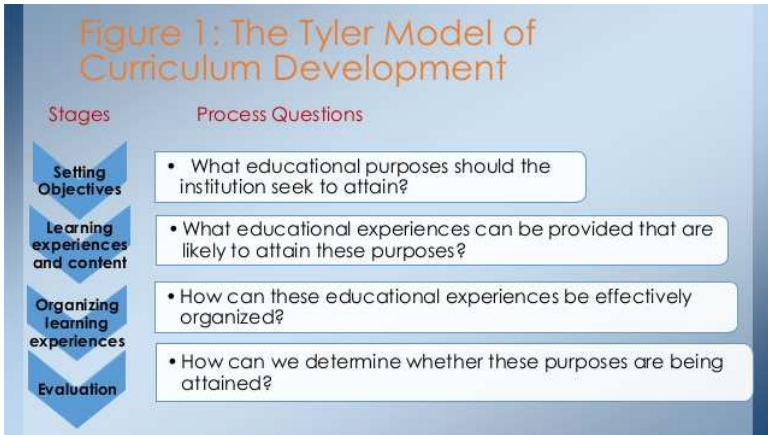 Figure 1: The Tyler Model of
Curriculum Development
Stages
Process Questions
Setting
Objectives
• What educational purposes should the
institution seek to attain?
Learning
experiences
and content
• What educational experiences can be provided that are
likely to attain these purposes?
Organizing
learning
experiences
• How can these educational experiences be effectively
organized?
Evaluation
• How can we determine whether these purposes are being
attained?